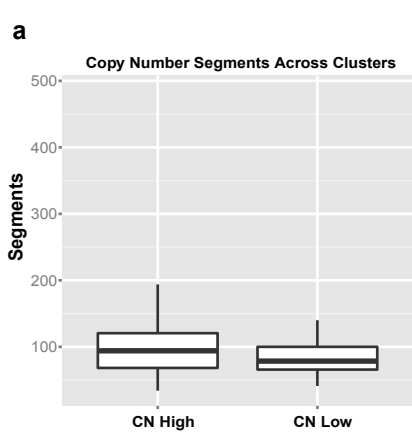 a
Copy Number Segments Across Clusters
500
400
300
200
100
Segments
CN High
CN Low